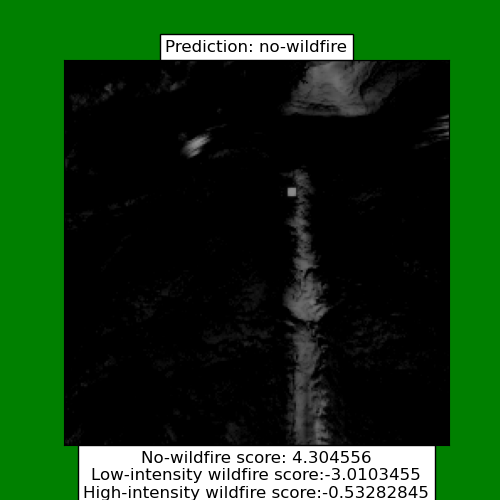 Prediction: no-wildfire
No-wildfire score: 4.304556
Low-intensity wildfire score:-3.0103455
High-intensity wildfire score:-0.53282845